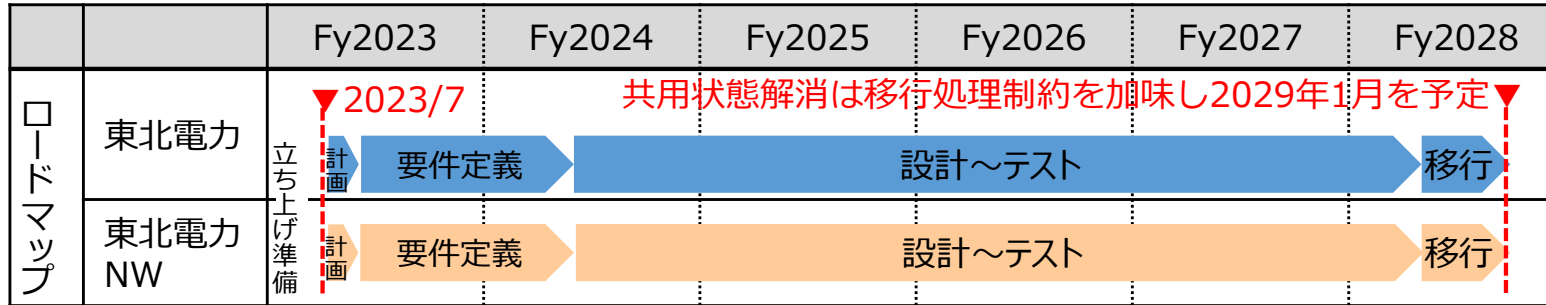 Fy2023 Fy2024 Fy2025 Fy2026 Fy2027 Fy2028
ロードマップ
東北電力
立ち上げ準備
2023/7
共用状態解消は移行処理制約を加味し2029年1月を予定
計画
要件定義
設計～テスト
移行
東北電力
NW
計画
要件定義
設計～テスト
移行